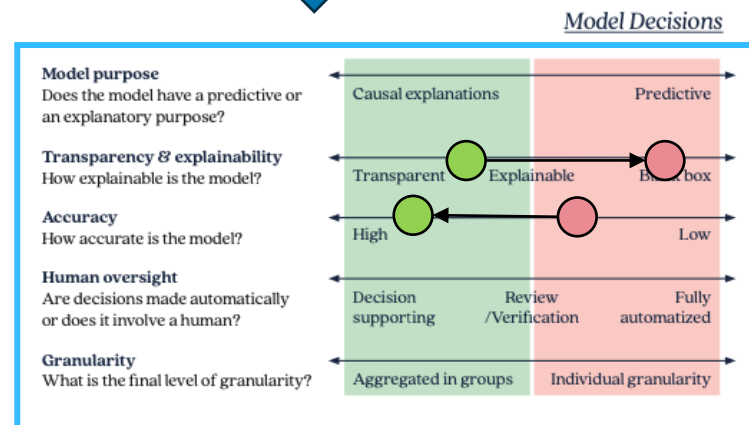 Model Decisions
Model purpose
Does the model have a predictive or
an explanatory purpose?
Causal explanations
Predictive
Transparency & explainability
How explainable is the model?
Transparent
Explainable
box
Accuracy
How accurate is the model?
High
Low
Human oversight
Are decisions made automatically
or does it involve a human?
Decision
supporting
Review
/Verification
Fully
automatized
Granularity
What is the final level of granularity?
Aggregated in groups
Individual granularity